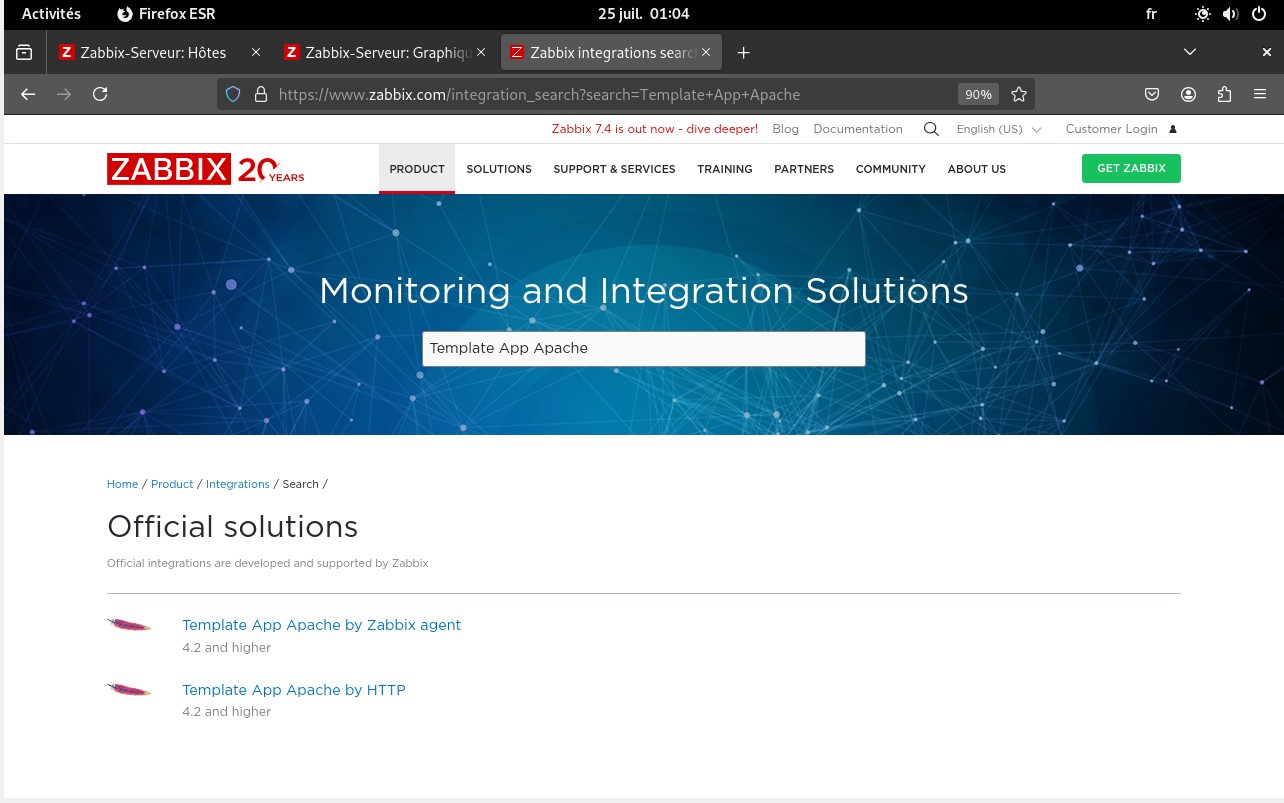 Activités Firefox ESR 25 juil. 01:04 fr
Zabbix-Serveur: Hôtes Zabbix-Serveur: Graphiqu Zabbix integrations searc
https://www.zabbix.com/integration_search?search=Template+App+Apache 90%
Zabbix 7.4 is out now - dive deeper! Blog Documentation English (US) Customer Login
ZABBIX 20 YEARS PRODUCT SOLUTIONS SUPPORT & SERVICES TRAINING PARTNERS COMMUNITY ABOUT US GET ZABBIX
Monitoring and Integration Solutions
Template App Apache
Home / Product / Integrations / Search /
Official solutions
Official integrations are developed and supported by Zabbix
Template App Apache by Zabbix agent
4.2 and higher
Template App Apache by HTTP
4.2 and higher